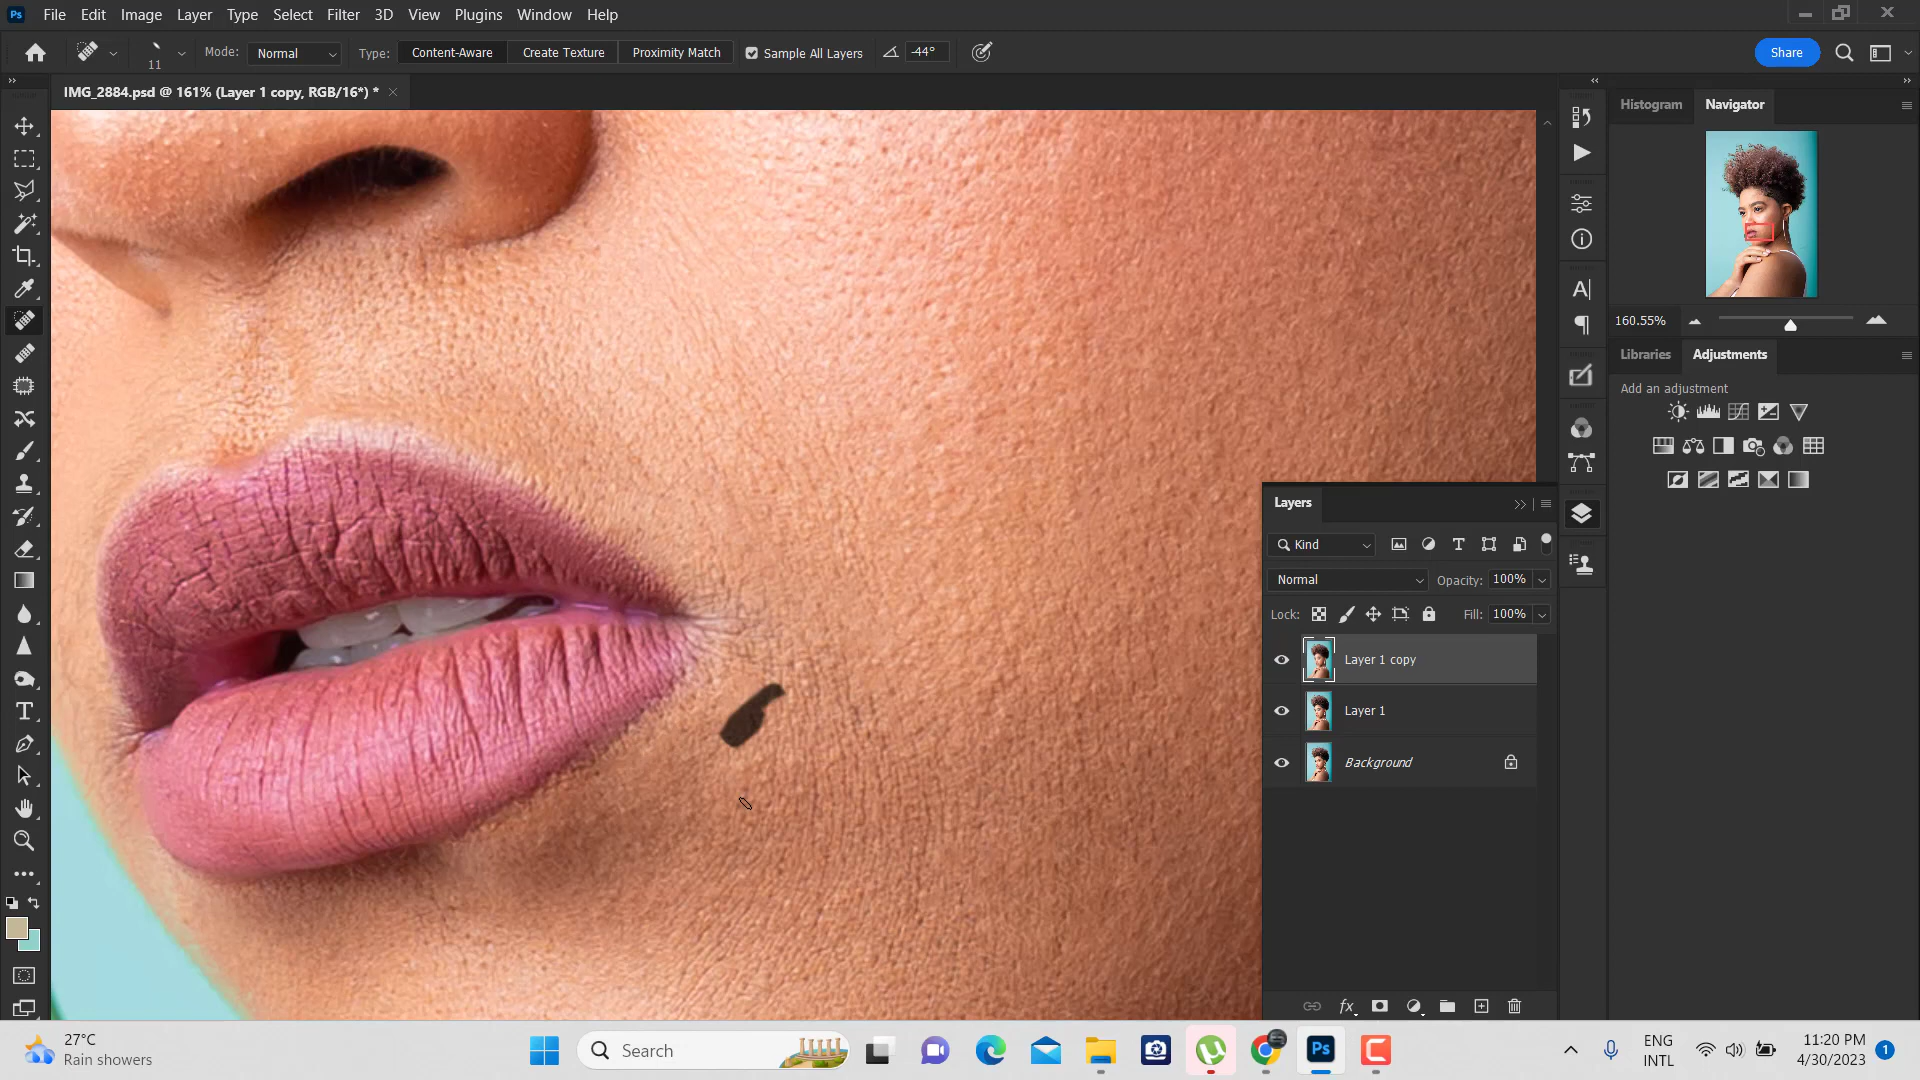 Ps File Edit Image Layer Type Select Filter 3D View Plugins Window Help
11 Mode: Normal Type: Content-Aware Create Texture Proximity Match Sample All Layers -44° Share
IMG_2884.psd @ 161% (Layer 1 copy, RGB/16*) *
Histogram Navigator
160.55%
Libraries Adjustments
Add an adjustment
Layers
Kind
Normal Opacity: 100%
Lock: Fill: 100%
Layer 1 copy
Layer 1
Background
fx
27°C
Rain showers
Search
Ps
ENG
INTL
11:20 PM
4/30/2023
1